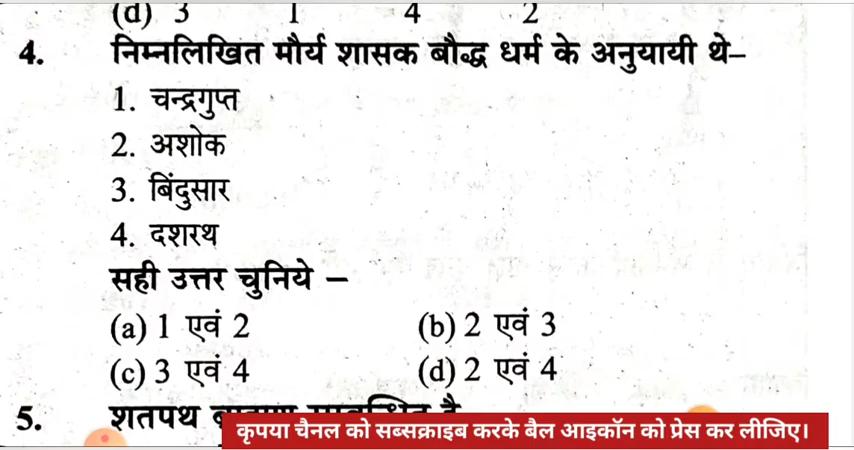 (d) 3 1 4 2
4. निम्नलिखित मौर्य शासक बौद्ध धर्म के अनुयायी थे–
1. चन्द्रगुप्त
2. अशोक
3. बिंदुसार
4. दशरथ
सही उत्तर चुनिये –
(a) 1 एवं 2 (b) 2 एवं 3
(c) 3 एवं 4 (d) 2 एवं 4
5. शतपथ
कृपया चैनल को सब्सक्राइब करके बैल आइकॉन को प्रेस कर लीजिए।